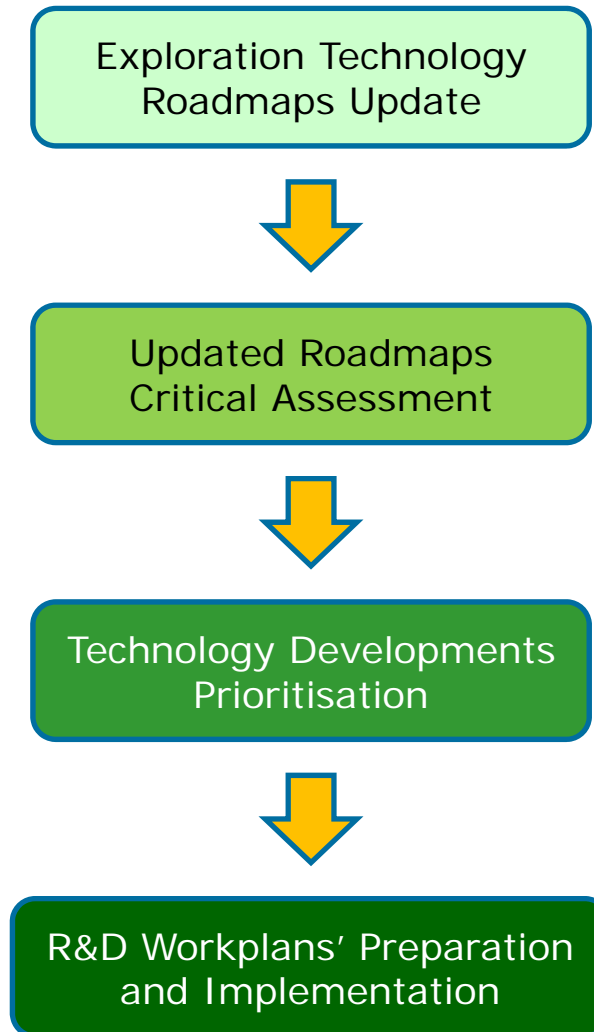 Exploration Technology
Roadmaps Update
Updated Roadmaps
Critical Assessment
Technology Developments
Prioritisation
R&D Workplans’ Preparation
and Implementation